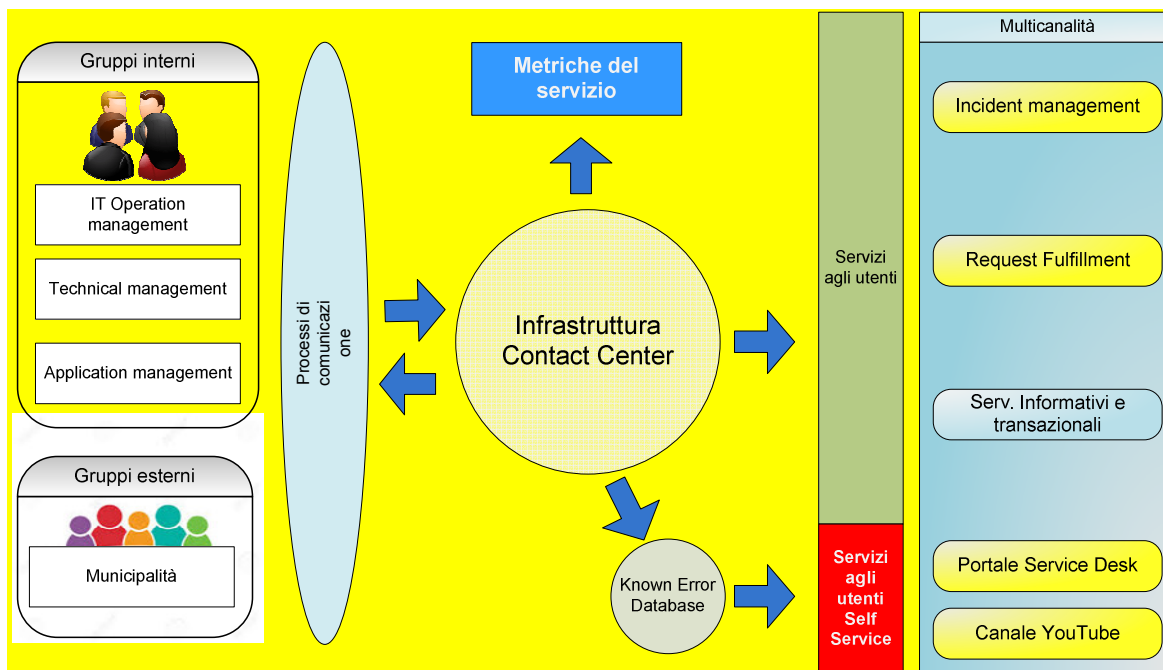 Gruppi interni
IT Operation
management
Technical management
Application management
Gruppi esterni
Municipalità
Processi di
comunicazi
one
Metriche del
servizio
Infrastruttura
Contact Center
Known Error
Database
Servizi
agli utenti
Servizi
agli
utenti
Self
Service
Multicanalità
Incident management
Request Fulfillment
Serv. Informativi e
transazionali
Portale Service Desk
Canale YouTube